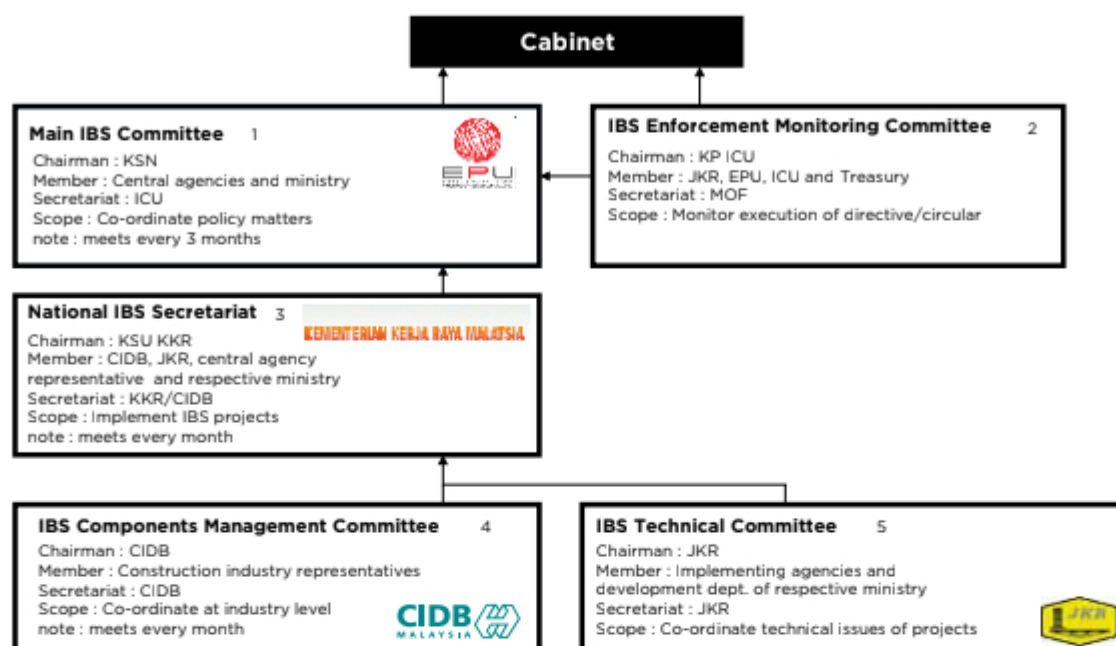 Cabinet
Main IBS Committee 1
Chairman : KSN
Member : Central agencies and ministry
Secretariat : ICU
Scope : Co-ordinate policy matters
note : meets every 3 months
EPU
IBS Enforcement Monitoring Committee 2
Chairman : KP ICU
Member : JKR, EPU, ICU and Treasury
Secretariat : MOF
Scope : Monitor execution of directive/circular
National IBS Secretariat 3
KEMENTERIAN KERJA RAYA MALAYSIA
Chairman : KSU KKR
Member : CIDB, JKR, central agency
representative and respective ministry
Secretariat : KKR/CIDB
Scope : Implement IBS projects
note : meets every month
IBS Components Management Committee 4
Chairman : CIDB
Member : Construction industry representatives
Secretariat : CIDB
Scope : Co-ordinate at industry level
note : meets every month
CIDB
MALAYSIA
IBS Technical Committee 5
Chairman : JKR
Member : Implementing agencies and
development dept. of respective ministry
Secretariat : JKR
Scope : Co-ordinate technical issues of projects
JKR